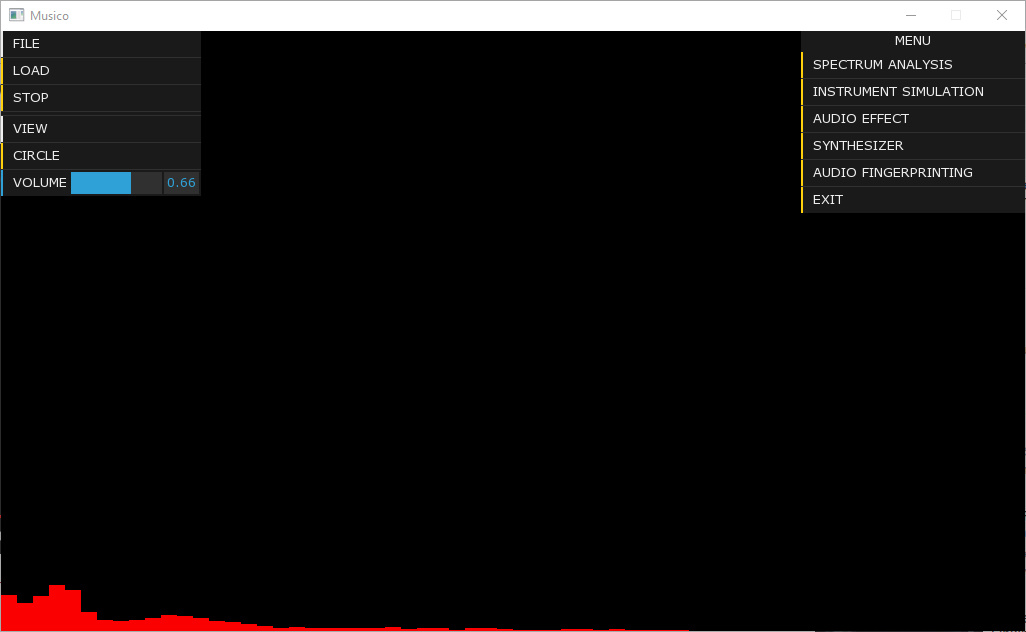 Musico
FILE
LOAD
STOP
VIEW
CIRCLE
VOLUME 0.66
MENU
SPECTRUM ANALYSIS
INSTRUMENT SIMULATION
AUDIO EFFECT
SYNTHESIZER
AUDIO FINGERPRINTING
EXIT